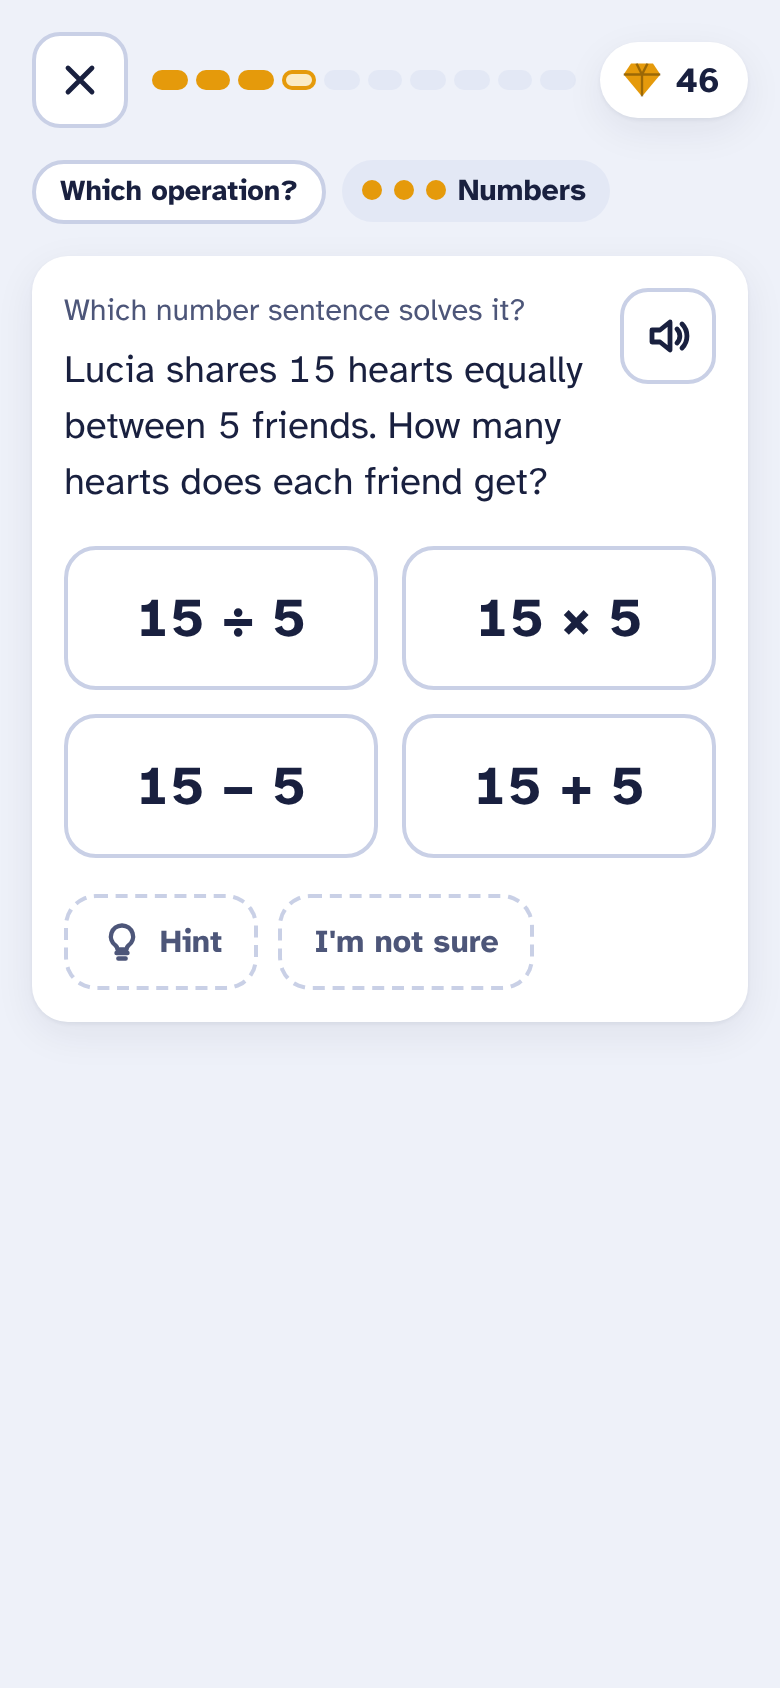 46
Which operation?
Numbers
Which number sentence solves it?
Lucia shares 15 hearts equally
between 5 friends. How many
hearts does each friend get?
15 ÷ 5
15 × 5
15 – 5
15 + 5
Hint
I'm not sure